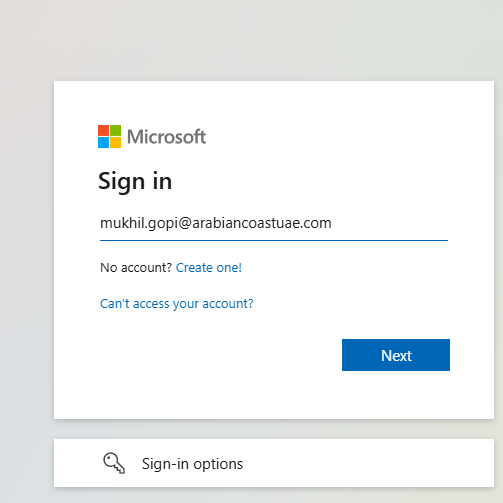 Microsoft
Sign in
mukhil.gopi@arabiancoastuae.com
No account? Create one!
Can't access your account?
Next
Sign-in options